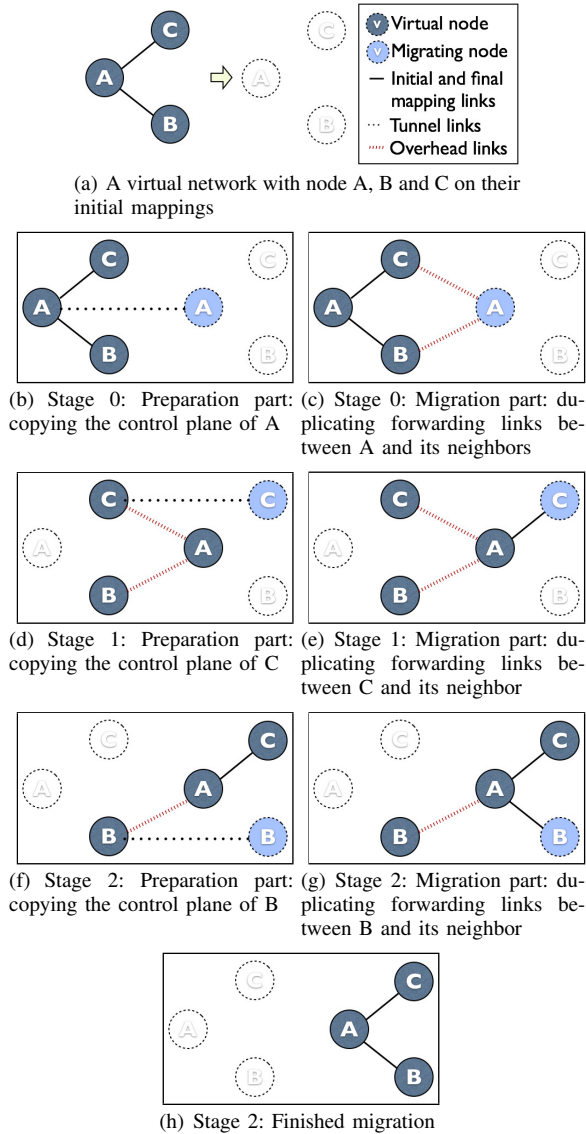 C
A
B
C
A
B
V Virtual node
V Migrating node
Initial and final
mapping links
Tunnel links
Overhead links
(a) A virtual network with node A, B and C on their
initial mappings
C
A
B
A
C
B
(b) Stage 0: Preparation part:
copying the control plane of A
C
A
B
A
C
B
(c) Stage 0: Migration part: du-
plicating forwarding links be-
tween A and its neighbors
C
C
A
A
B
B
(d) Stage 1: Preparation part:
copying the control plane of C
C
C
A
A
B
B
(e) Stage 1: Migration part: du-
plicating forwarding links be-
tween C and its neighbor
C
C
A
A
B
B
(f) Stage 2: Preparation part:
copying the control plane of B
C
C
A
A
B
B
(g) Stage 2: Migration part: du-
plicating forwarding links be-
tween B and its neighbor
C
C
A
A
B
B
(h) Stage 2: Finished migration